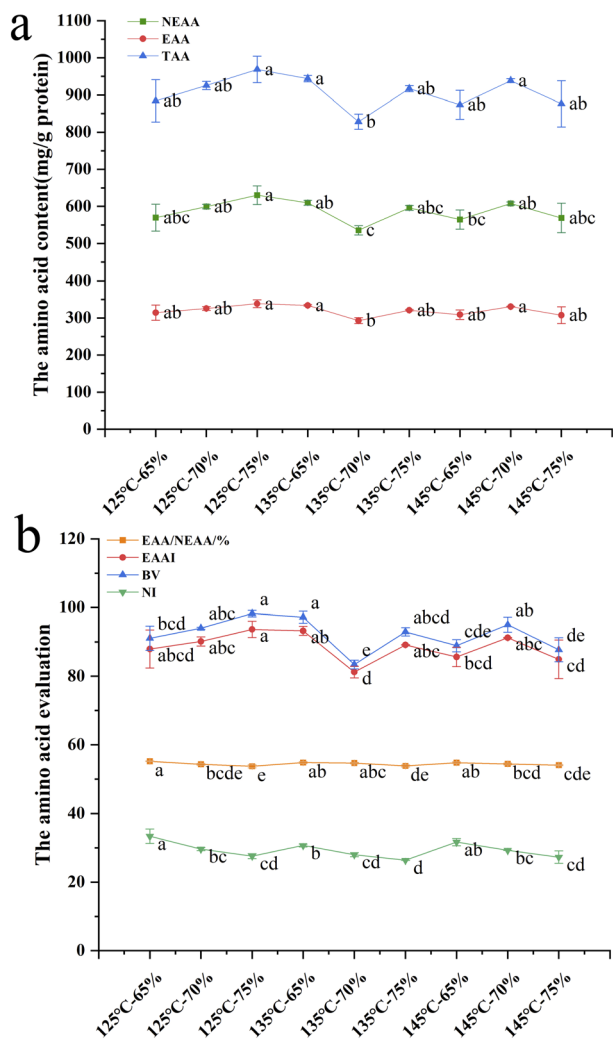 a
NEAA
EAA
TAA
The amino acid content(mg/g protein)
1100
1000
900
800
700
600
500
400
300
200
100
0
ab
ab
a
a
b
ab
ab
a
ab
abc
ab
a
ab
c
abc
bc
ab
abc
ab
ab
a
a
b
ab
ab
a
ab
125°C-65%
125°C-70%
125°C-75%
135°C-65%
135°C-70%
135°C-75%
145°C-65%
145°C-70%
145°C-75%
b
EAA/NEAA/%
EAAI
BV
NI
The amino acid evaluation
120
100
80
60
40
20
0
bcd
abc
a
a
e
abcd
cde
ab
de
abcd
abc
a
ab
d
abc
bcd
abc
cd
a
bcde
e
ab
abc
de
ab
bcd
cde
a
bc
cd
b
cd
d
ab
bc
cd
125°C-65%
125°C-70%
125°C-75%
135°C-65%
135°C-70%
135°C-75%
145°C-65%
145°C-70%
145°C-75%